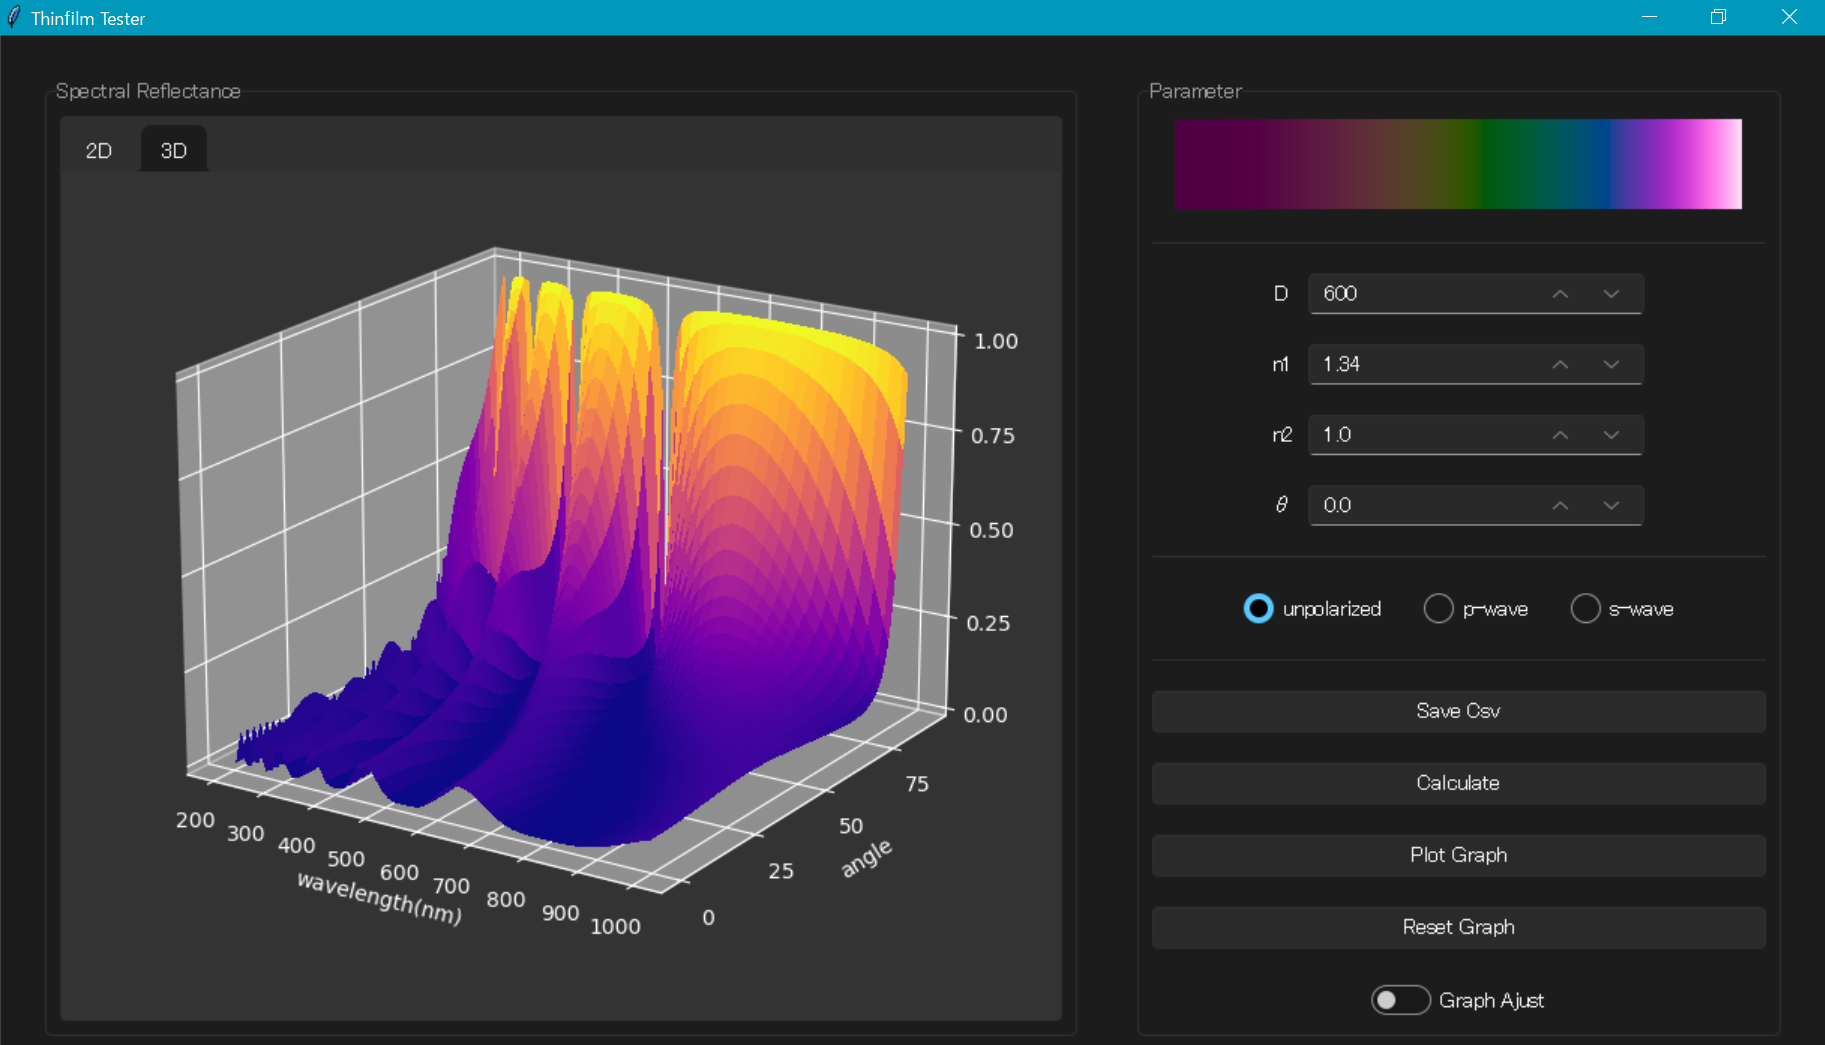 Thinfilm Tester
Spectral Reflectance
2D
3D
1.00
0.75
0.50
0.25
0.00
200
300
400
500
600
700
800
900
1000
wavelength(nm)
0
25
50
75
angle
Parameter
D 600
n1 1.34
n2 1.0
θ 0.0
unpolarized p-wave s-wave
Save Csv
Calculate
Plot Graph
Reset Graph
Graph Ajust